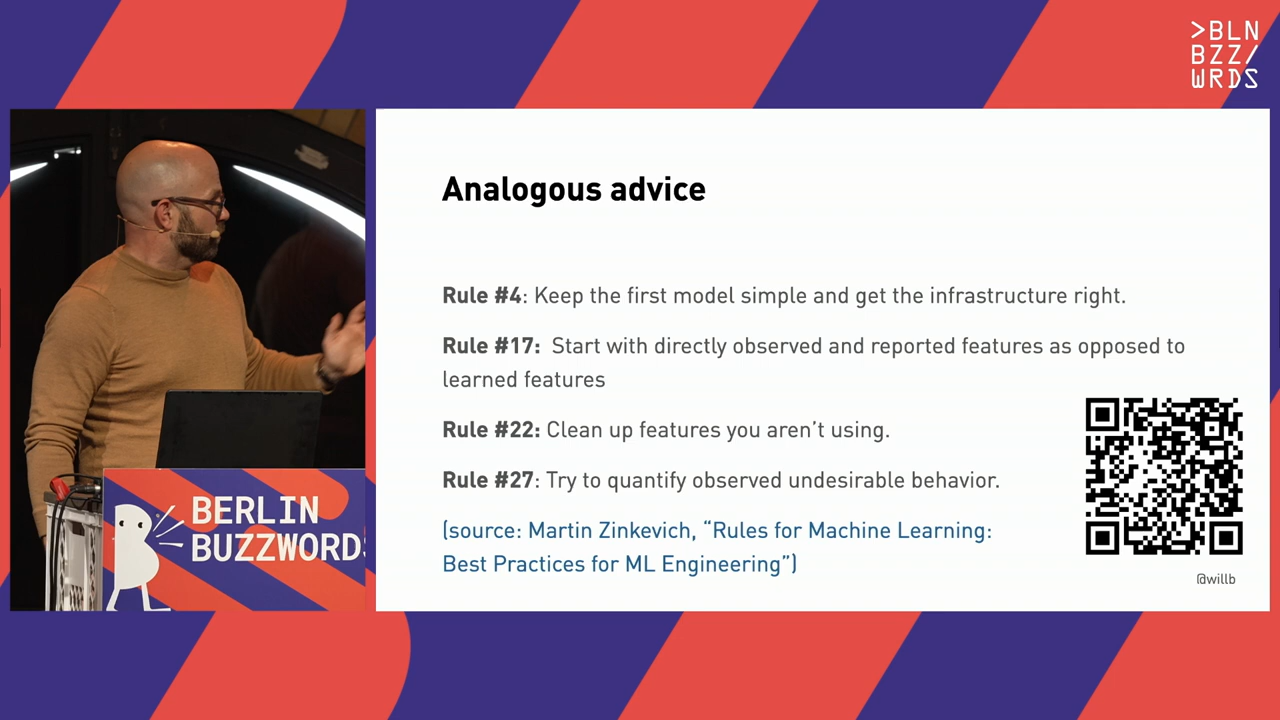 >BLN
BZZ/
WRDS
Analogous advice
Rule #4: Keep the first model simple and get the infrastructure right.
Rule #17: Start with directly observed and reported features as opposed to
learned features
Rule #22: Clean up features you aren’t using.
Rule #27: Try to quantify observed undesirable behavior.
(source: Martin Zinkevich, “Rules for Machine Learning:
Best Practices for ML Engineering”)
@willb
BERLIN
BUZZWORDS